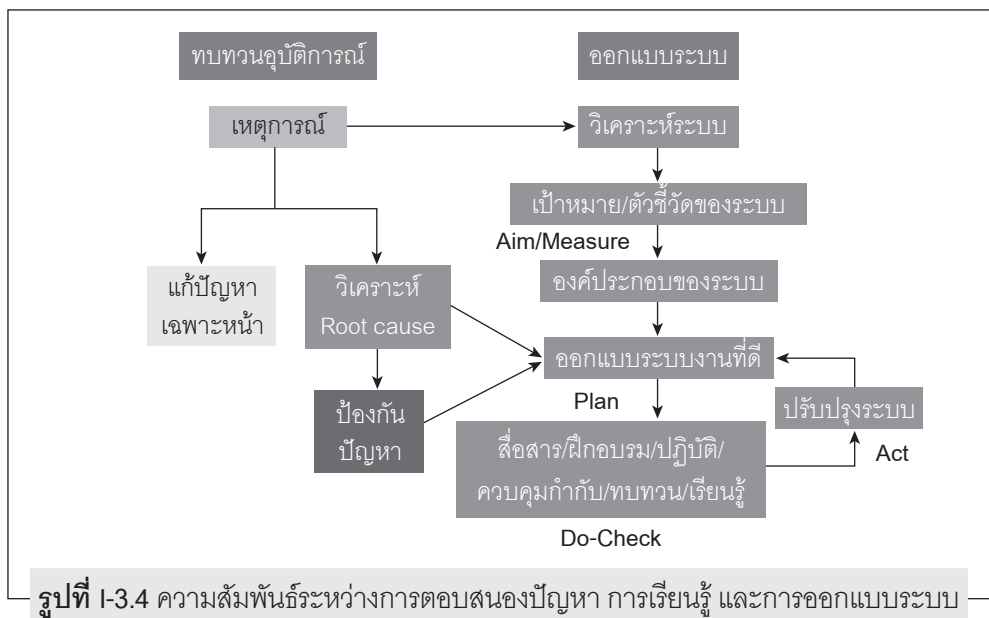 ทบทวนอุบัติการณ์
ออกแบบระบบ
เหตุการณ์
วิเคราะห์ระบบ
เป้าหมาย/ตัวชี้วัดของระบบ
Aim/Measure
แก้ปัญหา
เฉพาะหน้า
วิเคราะห์
Root cause
องค์ประกอบของระบบ
ออกแบบระบบงานที่ดี
Plan
ป้องกัน
ปัญหา
ปรับปรุงระบบ
Act
สื่อสาร/ฝึกอบรม/ปฏิบัติ/
ควบคุมกำกับ/ทบทวน/เรียนรู้
Do-Check
รูปที่ I-3.4 ความสัมพันธ์ระหว่างการตอบสนองปัญหา การเรียนรู้ และการออกแบบระบบ